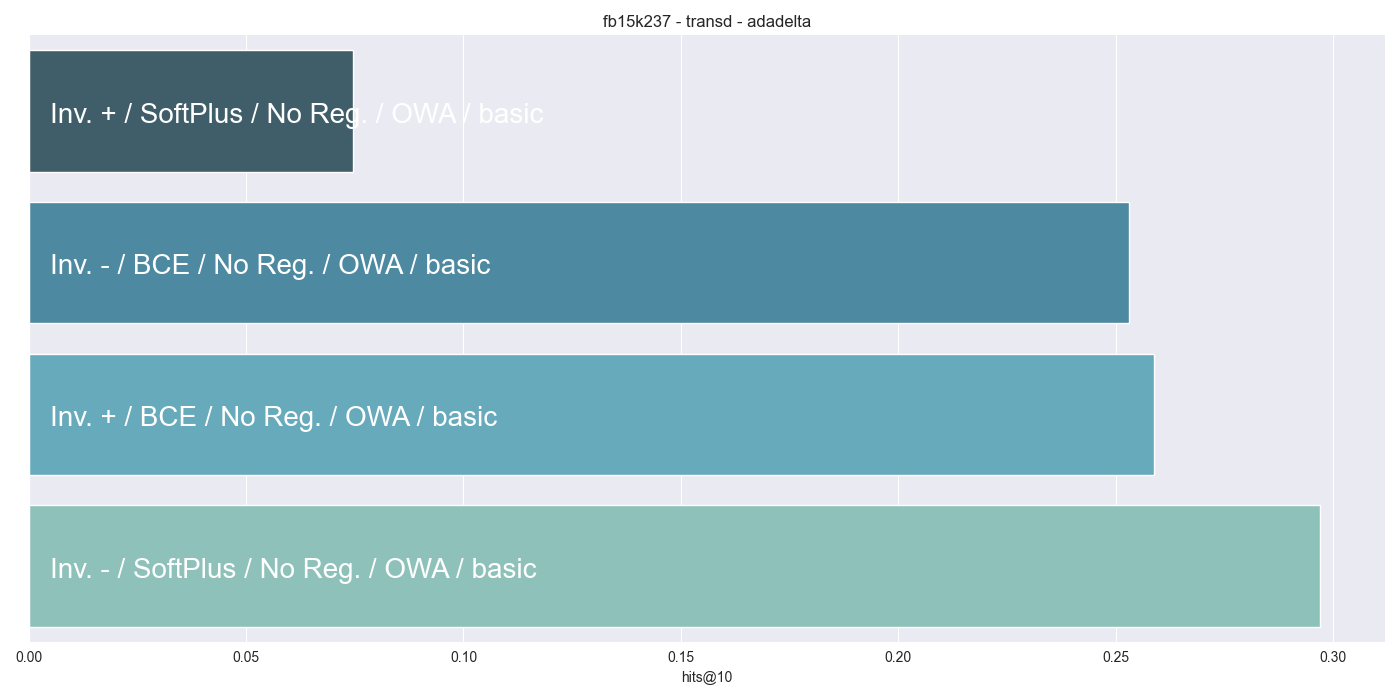 fb15k237 - transd - adadelta
Inv. + / SoftPlus / No Reg. / OWA / basic
Inv. - / BCE / No Reg. / OWA / basic
Inv. + / BCE / No Reg. / OWA / basic
Inv. - / SoftPlus / No Reg. / OWA / basic
0.00 0.05 0.10 0.15 0.20 0.25 0.30
hits@10